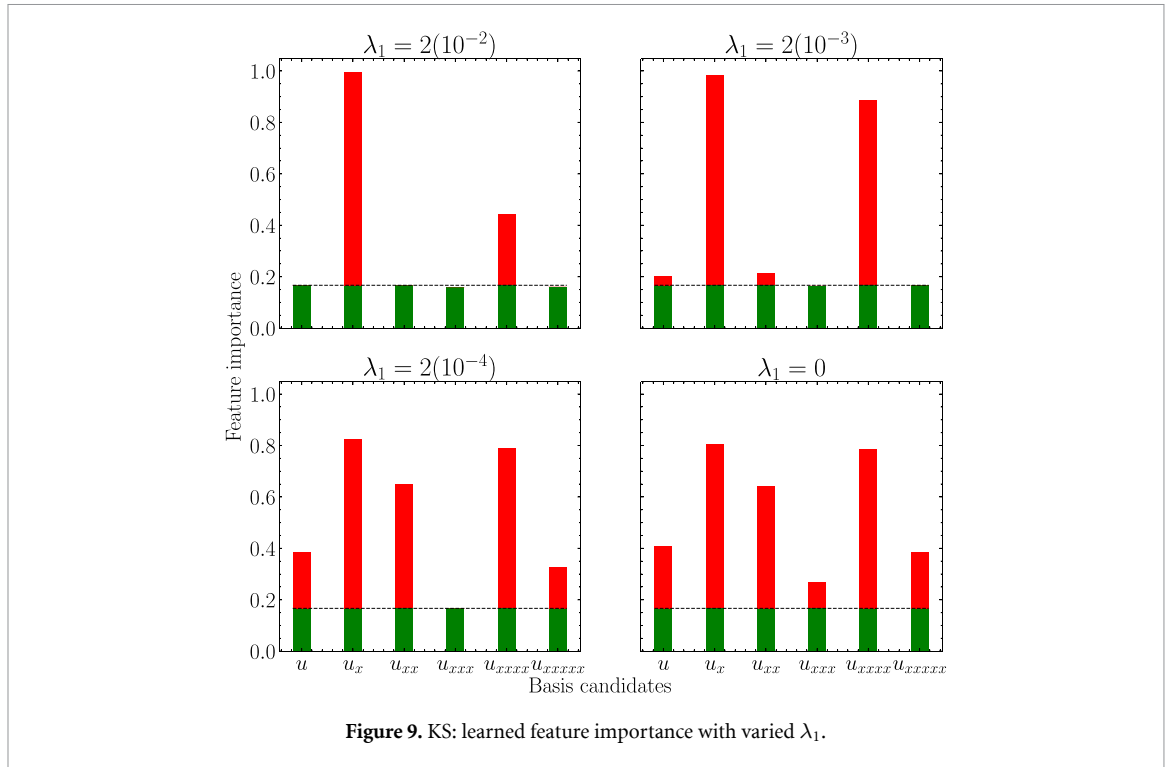 λ₁ = 2(10⁻²)
λ₁ = 2(10⁻³)
1.0
0.8
0.6
0.4
0.2
0.0
λ₁ = 2(10⁻⁴)
λ₁ = 0
1.0
0.8
0.6
0.4
0.2
0.0
Feature importance
u uₓ uₓₓ uₓₓₓ uₓₓₓₓ uₓₓₓₓₓ
u uₓ uₓₓ uₓₓₓ uₓₓₓₓ uₓₓₓₓₓ
Basis candidates
Figure 9. KS: learned feature importance with varied λ₁.